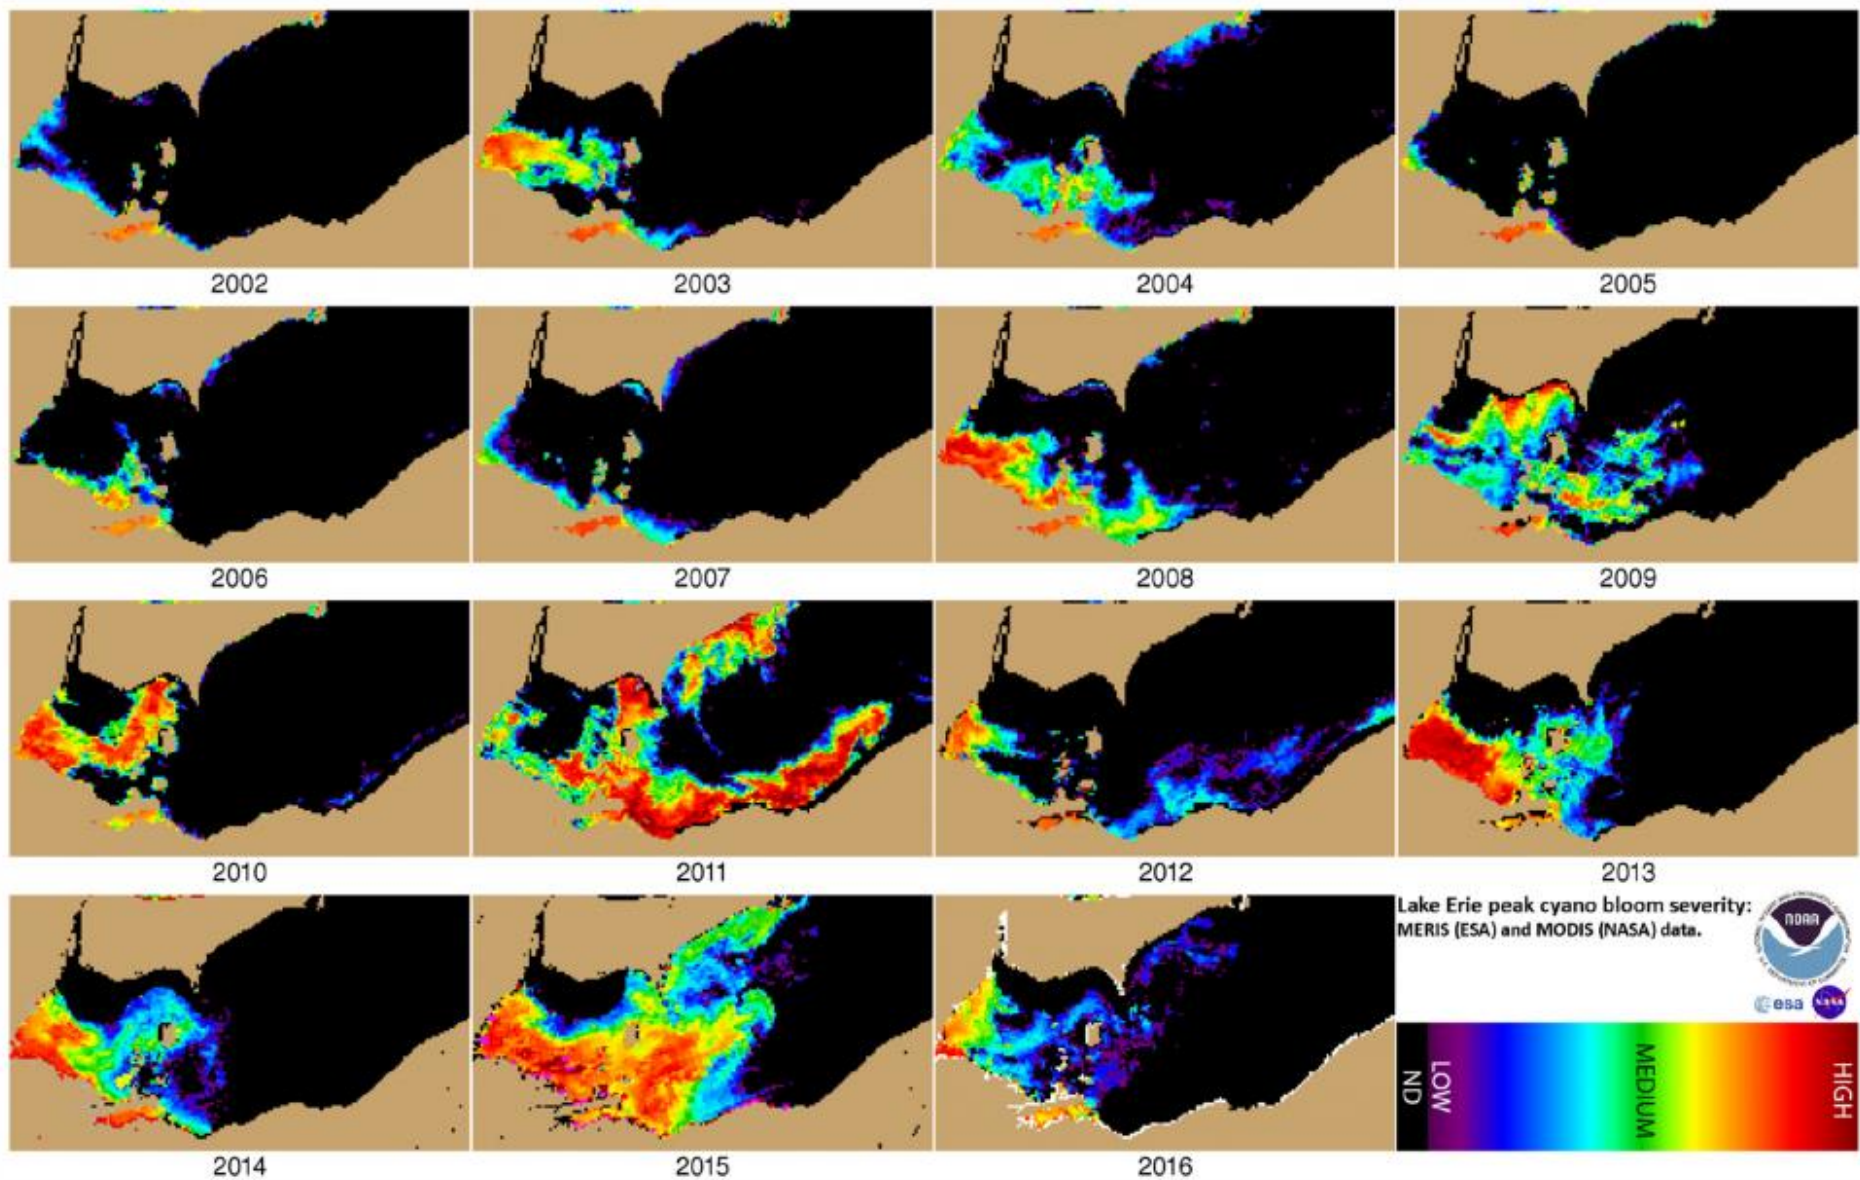 2002 2003 2004 2005
2006 2007 2008 2009
2010 2011 2012 2013
Lake Erie peak cyano bloom severity:
MERIS (ESA) and MODIS (NASA) data.
NOAA
esa NASA
ND LOW MEDIUM HIGH
2014 2015 2016